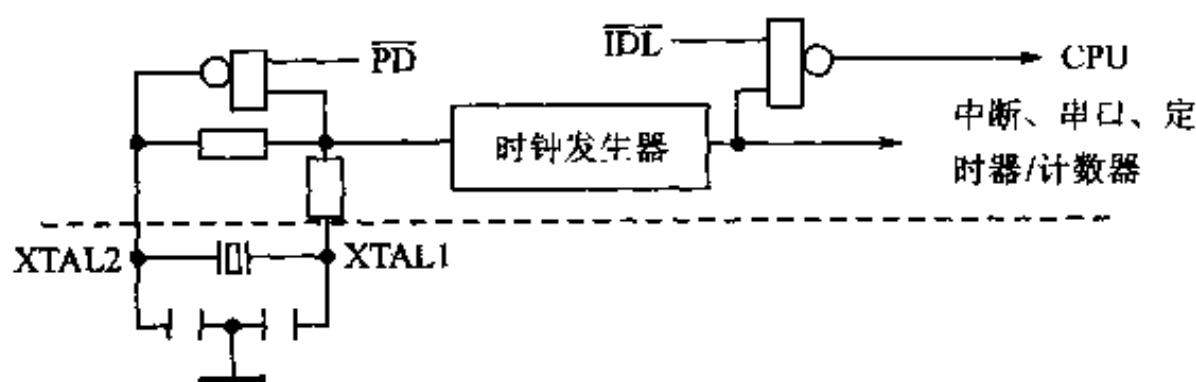 PD
IDL
CPU
时钟发生器
中断、串口、定
时器/计数器
XTAL2
XTAL1